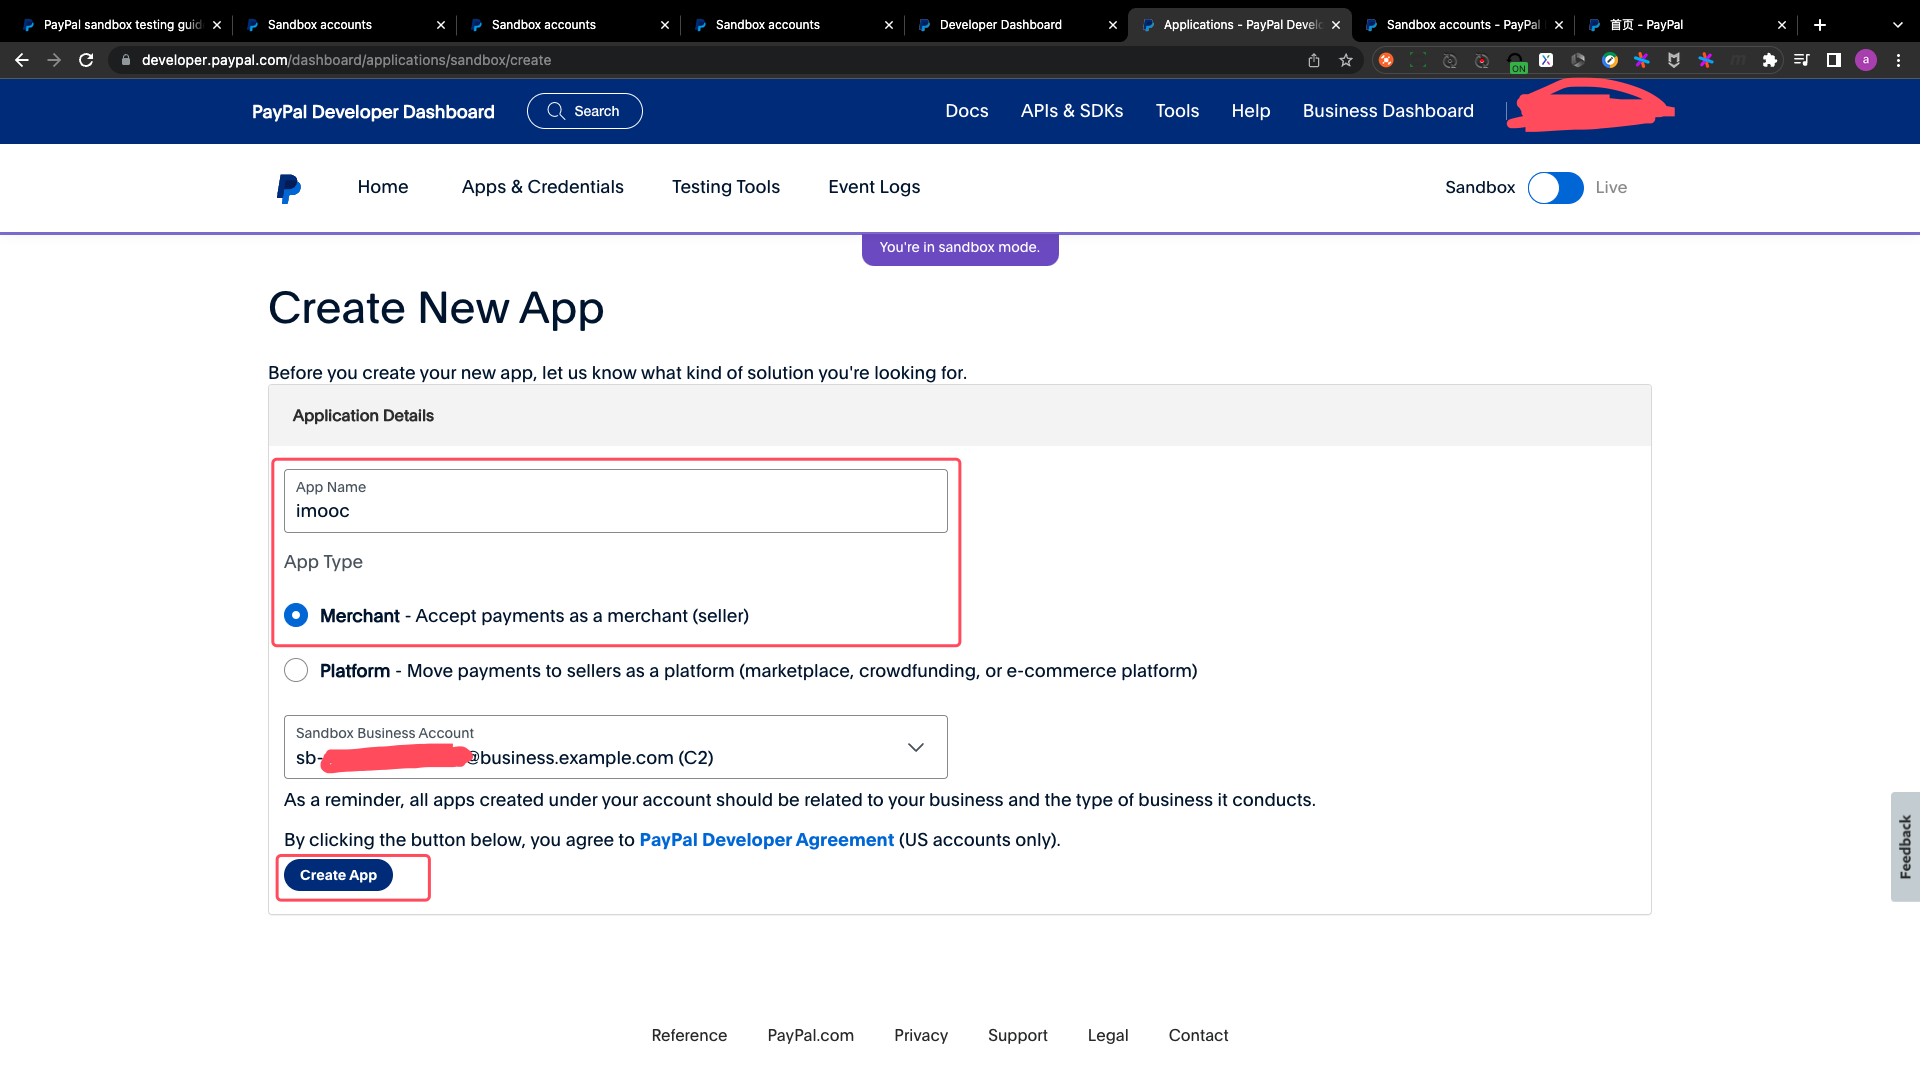 PayPal sandbox testing guid
Sandbox accounts
Sandbox accounts
Sandbox accounts
Developer Dashboard
Applications - PayPal Develo
Sandbox accounts - PayPal
首页 - PayPal
developer.paypal.com/dashboard/applications/sandbox/create
ON
a
PayPal Developer Dashboard
Search
Docs
APIs & SDKs
Tools
Help
Business Dashboard
Home
Apps & Credentials
Testing Tools
Event Logs
Sandbox
Live
You're in sandbox mode.
Create New App
Before you create your new app, let us know what kind of solution you're looking for.
Application Details
App Name
imooc
App Type
Merchant - Accept payments as a merchant (seller)
Platform - Move payments to sellers as a platform (marketplace, crowdfunding, or e-commerce platform)
Sandbox Business Account
sb- @business.example.com (C2)
As a reminder, all apps created under your account should be related to your business and the type of business it conducts.
By clicking the button below, you agree to PayPal Developer Agreement (US accounts only).
Create App
Feedback
Reference
PayPal.com
Privacy
Support
Legal
Contact